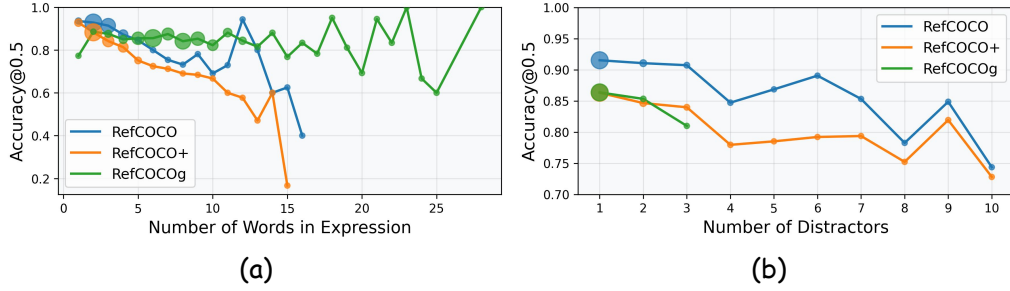 Accuracy@0.5
1.0
0.8
0.6
0.4
0.2
RefCOCO
RefCOCO+
RefCOCOg
0 5 10 15 20 25
Number of Words in Expression
(a)
Accuracy@0.5
1.00
0.95
0.90
0.85
0.80
0.75
0.70
RefCOCO
RefCOCO+
RefCOCOg
1 2 3 4 5 6 7 8 9 10
Number of Distractors
(b)